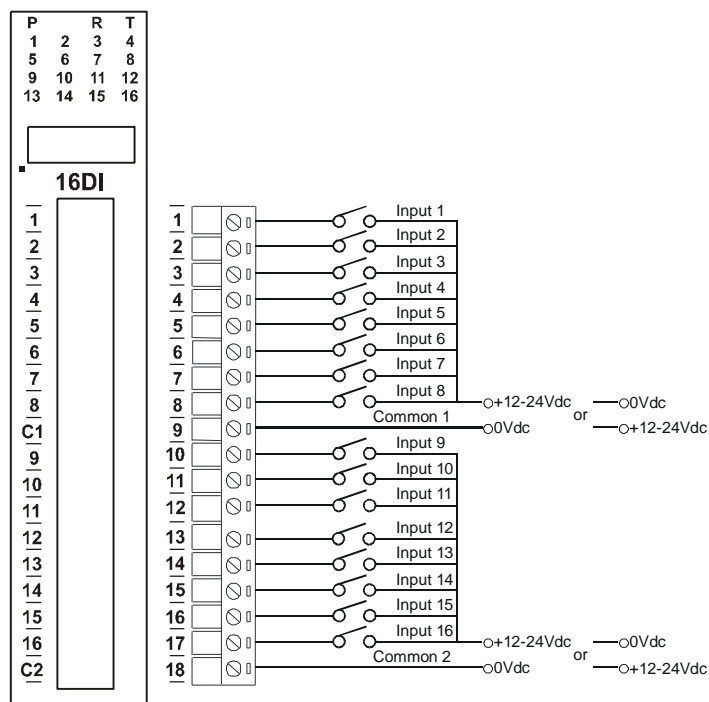 P R T
1 2 3 4
5 6 7 8
9 10 11 12
13 14 15 16
16DI
1
2
3
4
5
6
7
8
C1
9
10
11
12
13
14
15
16
C2
1 Input 1
2 Input 2
3 Input 3
4 Input 4
5 Input 5
6 Input 6
7 Input 7
8 Input 8 +12-24Vdc or 0Vdc
9 Common 1 0Vdc +12-24Vdc
10 Input 9
11 Input 10
12 Input 11
13 Input 12
14 Input 13
15 Input 14
16 Input 15
17 Input 16 +12-24Vdc or 0Vdc
18 Common 2 0Vdc +12-24Vdc